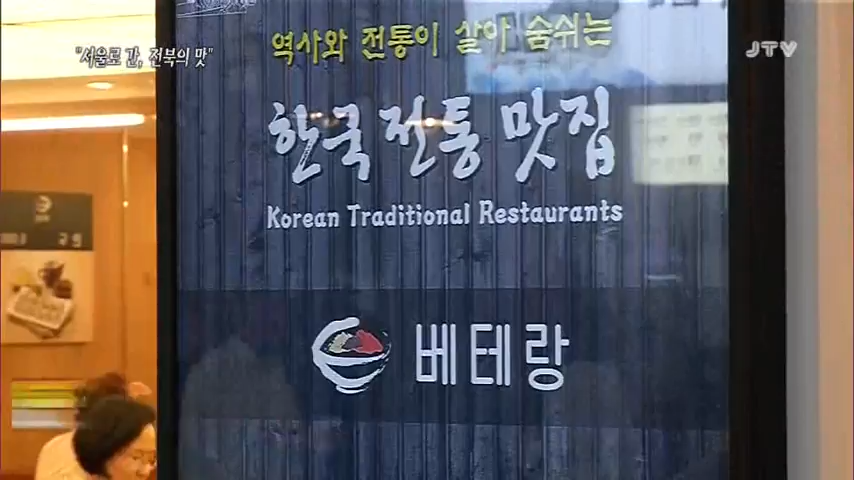 "서울로 간, 전북의 맛"
JTV
역사와 전통이 살아 숨쉬는
한국전통 맛집
Korean Traditional Restaurants
베테랑